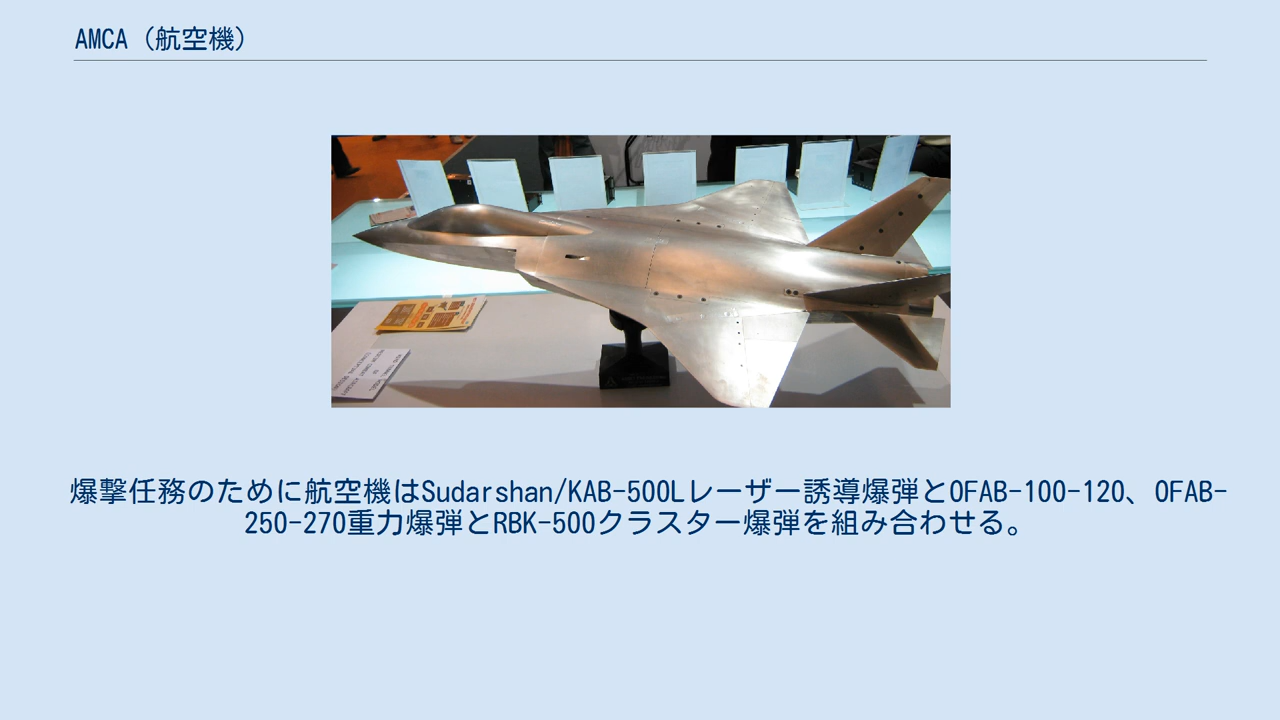 AMCA（航空機）
爆撃任務のために航空機はSudarshan/KAB-500Lレーザー誘導爆弾とOFAB-100-120、OFAB-
250-270重力爆弾とRBK-500クラスター爆弾を組み合わせる。